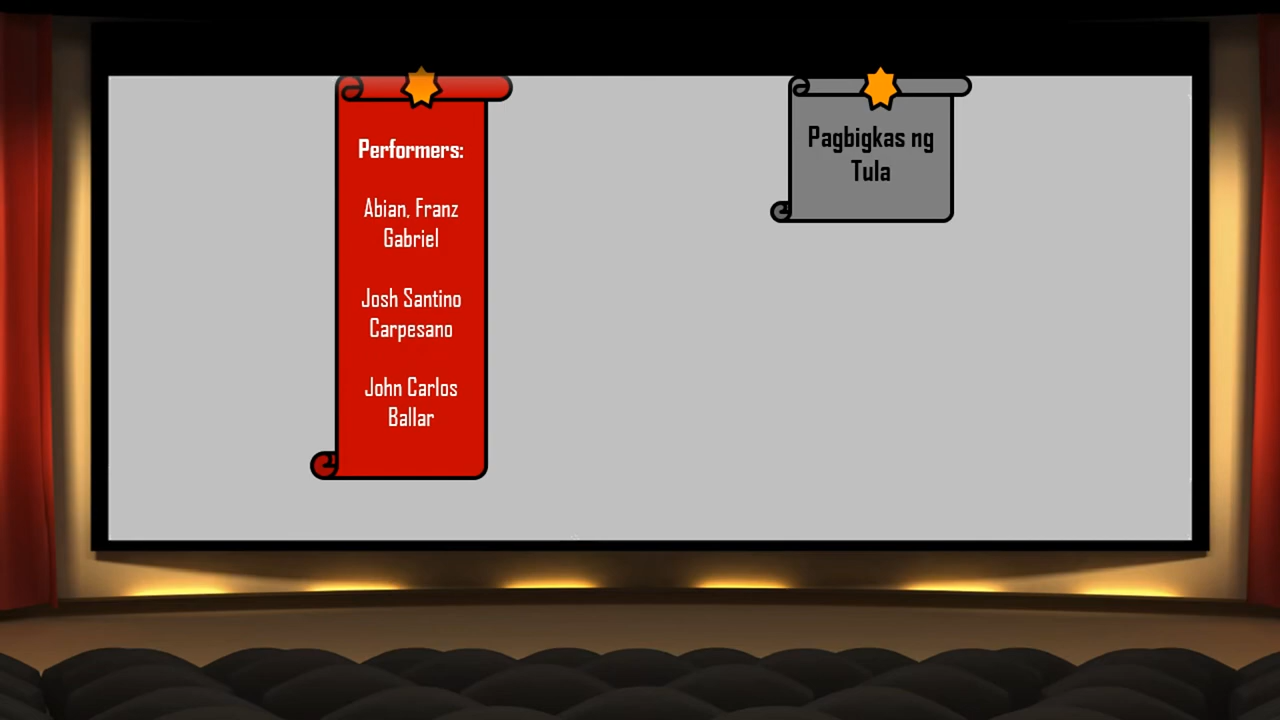 Performers:
Abian, Franz
Gabriel
Josh Santino
Carpesano
John Carlos
Ballar
Pagbigkas ng
Tula